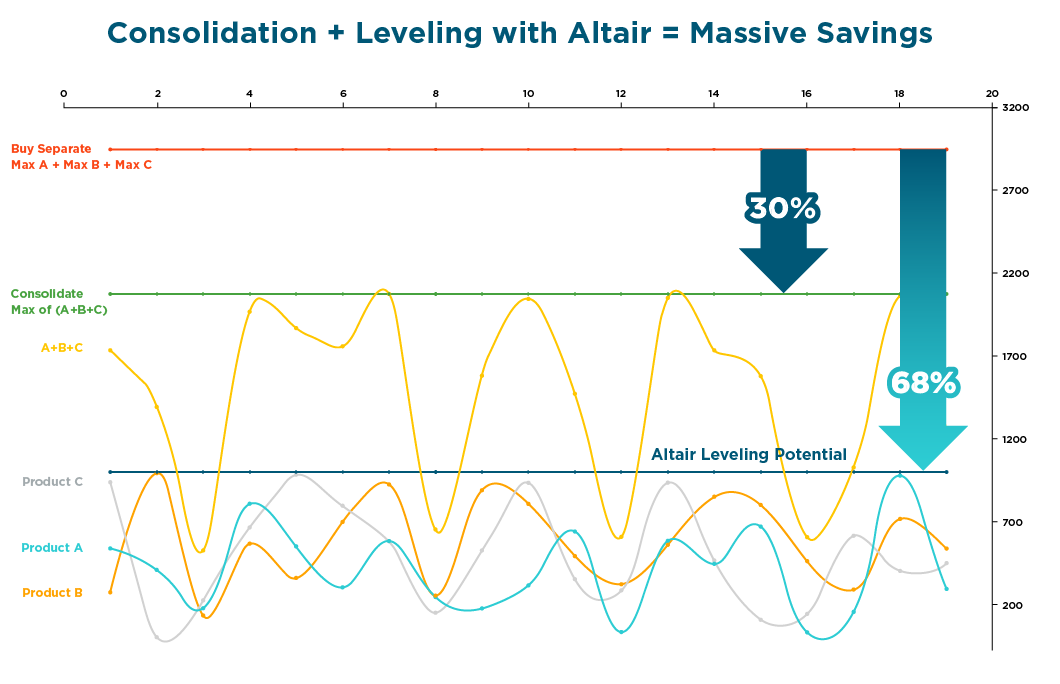 Consolidation + Leveling with Altair = Massive Savings
0 2 4 6 8 10 12 14 16 18 20
3200
Buy Separate
Max A + Max B + Max C
2700
30%
2200
Consolidate
Max of (A+B+C)
A+B+C
1700
68%
1200
Altair Leveling Potential
Product C
700
Product A
Product B
200